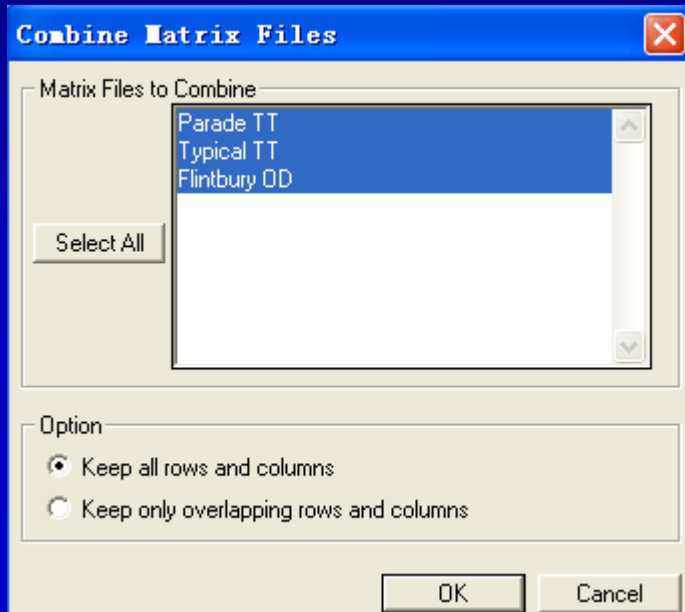 Combine Matrix Files
Matrix Files to Combine
Parade TT
Typical TT
Flintbury OD
Select All
Option
Keep all rows and columns
Keep only overlapping rows and columns
OK
Cancel